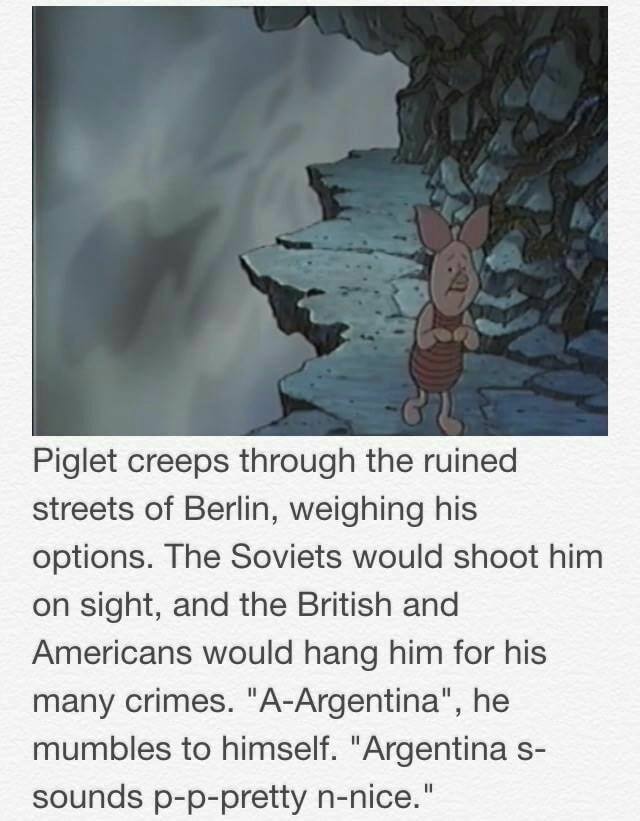 Piglet creeps through the ruined
streets of Berlin, weighing his
options. The Soviets would shoot him
on sight, and the British and
Americans would hang him for his
many crimes. "A-Argentina", he
mumbles to himself. "Argentina s-
sounds p-p-pretty n-nice."